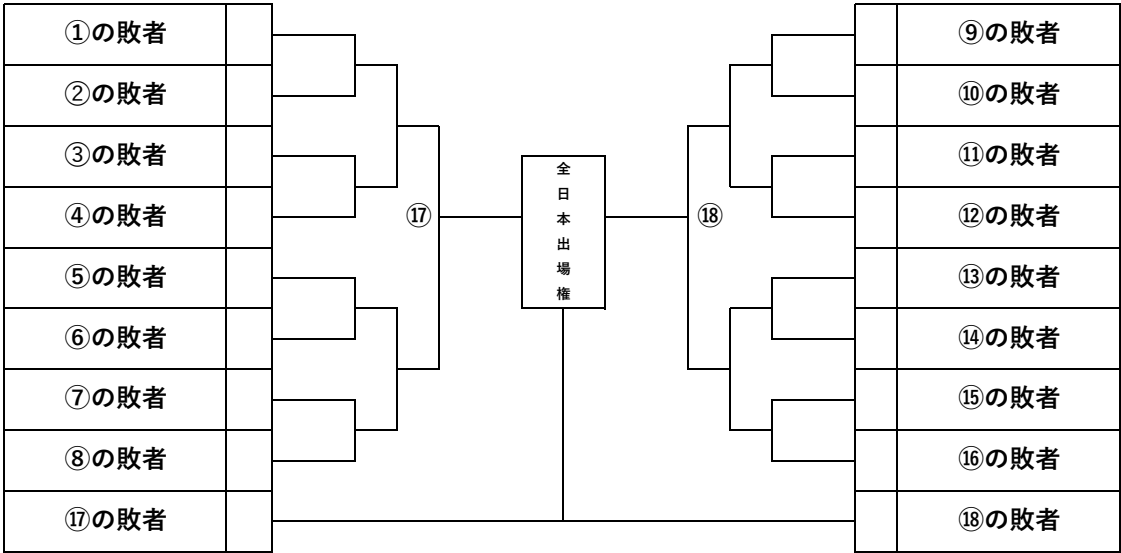 ①の敗者
②の敗者
③の敗者
④の敗者
⑤の敗者
⑥の敗者
⑦の敗者
⑧の敗者
⑰の敗者
⑰
全日本出場権
⑱
⑨の敗者
⑩の敗者
⑪の敗者
⑫の敗者
⑬の敗者
⑭の敗者
⑮の敗者
⑯の敗者
⑱の敗者